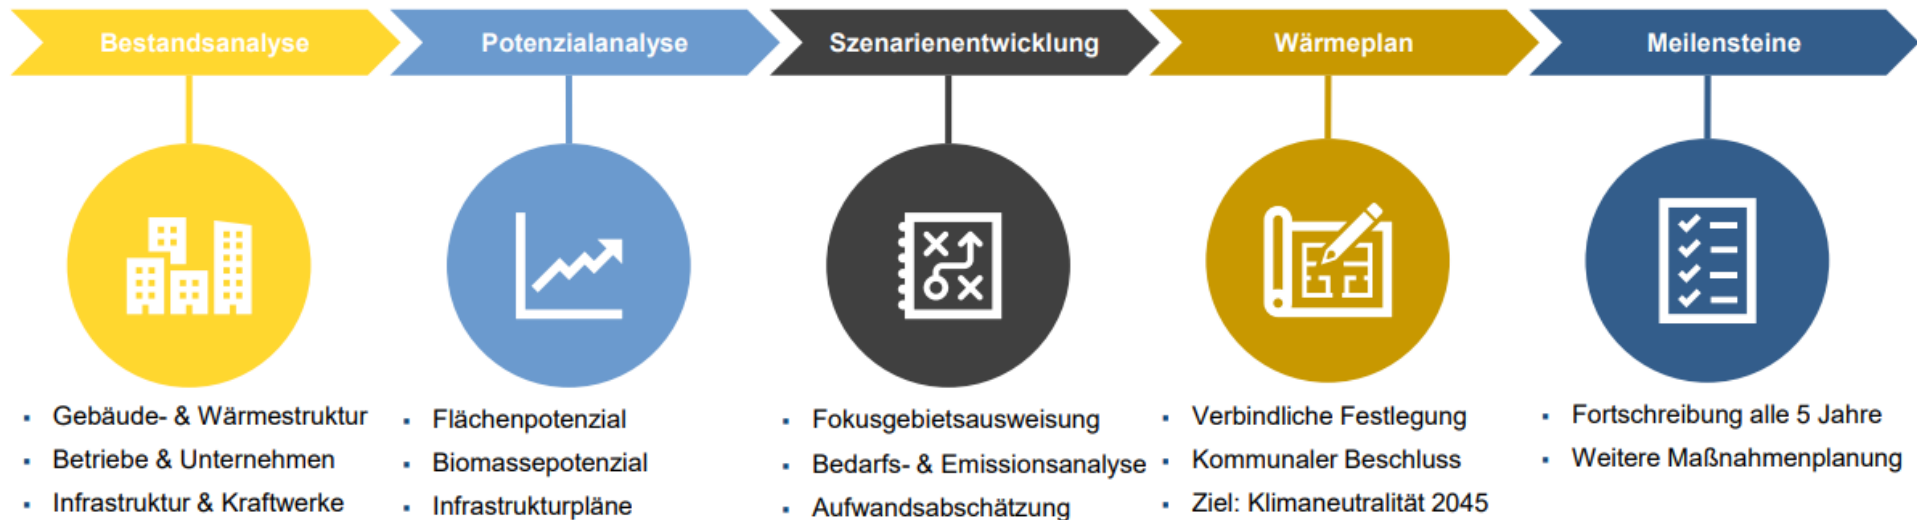 Bestandsanalyse
Potenzialanalyse
Szenarienentwicklung
Wärmeplan
Meilensteine
▪ Gebäude- & Wärmestruktur
▪ Betriebe & Unternehmen
▪ Infrastruktur & Kraftwerke
▪ Flächenpotenzial
▪ Biomassepotenzial
▪ Infrastrukturpläne
▪ Fokusgebietsausweisung
▪ Bedarfs- & Emissionsanalyse
▪ Aufwandsabschätzung
▪ Verbindliche Festlegung
▪ Kommunaler Beschluss
▪ Ziel: Klimaneutralität 2045
▪ Fortschreibung alle 5 Jahre
▪ Weitere Maßnahmenplanung